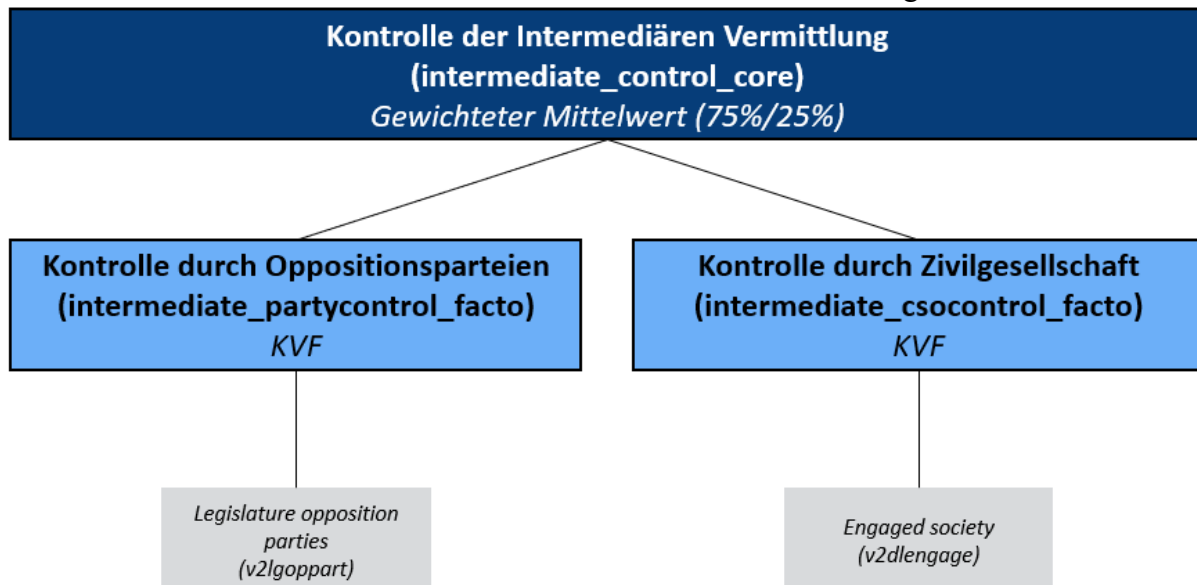 Kontrolle der Intermediären Vermittlung
(intermediate_control_core)
Gewichteter Mittelwert (75%/25%)
Kontrolle durch Oppositionsparteien
(intermediate_partycontrol_facto)
KVF
Kontrolle durch Zivilgesellschaft
(intermediate_csocontrol_facto)
KVF
Legislature opposition
parties
(v2lgoppart)
Engaged society
(v2dlengage)